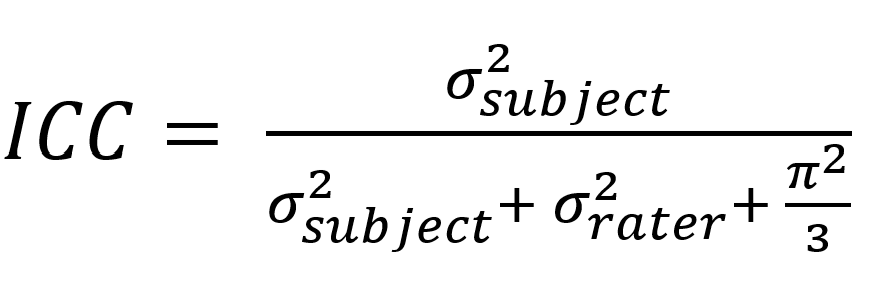 ICC = σ²subject / (σ²subject + σ²rater + π²/3)